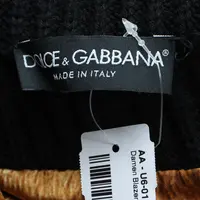 DOLCE & GABBANA
MADE IN ITALY
AA - U6-01
Damen Blazer